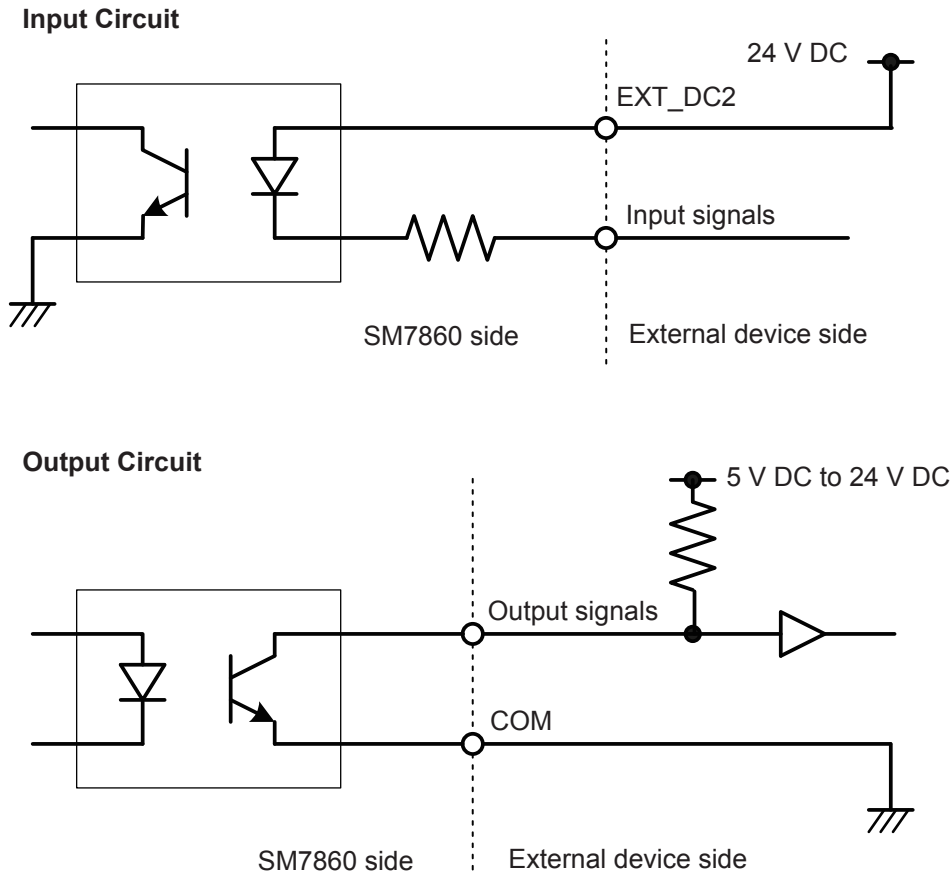 Input Circuit
24 V DC
EXT_DC2
Input signals
SM7860 side
External device side
Output Circuit
5 V DC to 24 V DC
Output signals
COM
SM7860 side
External device side